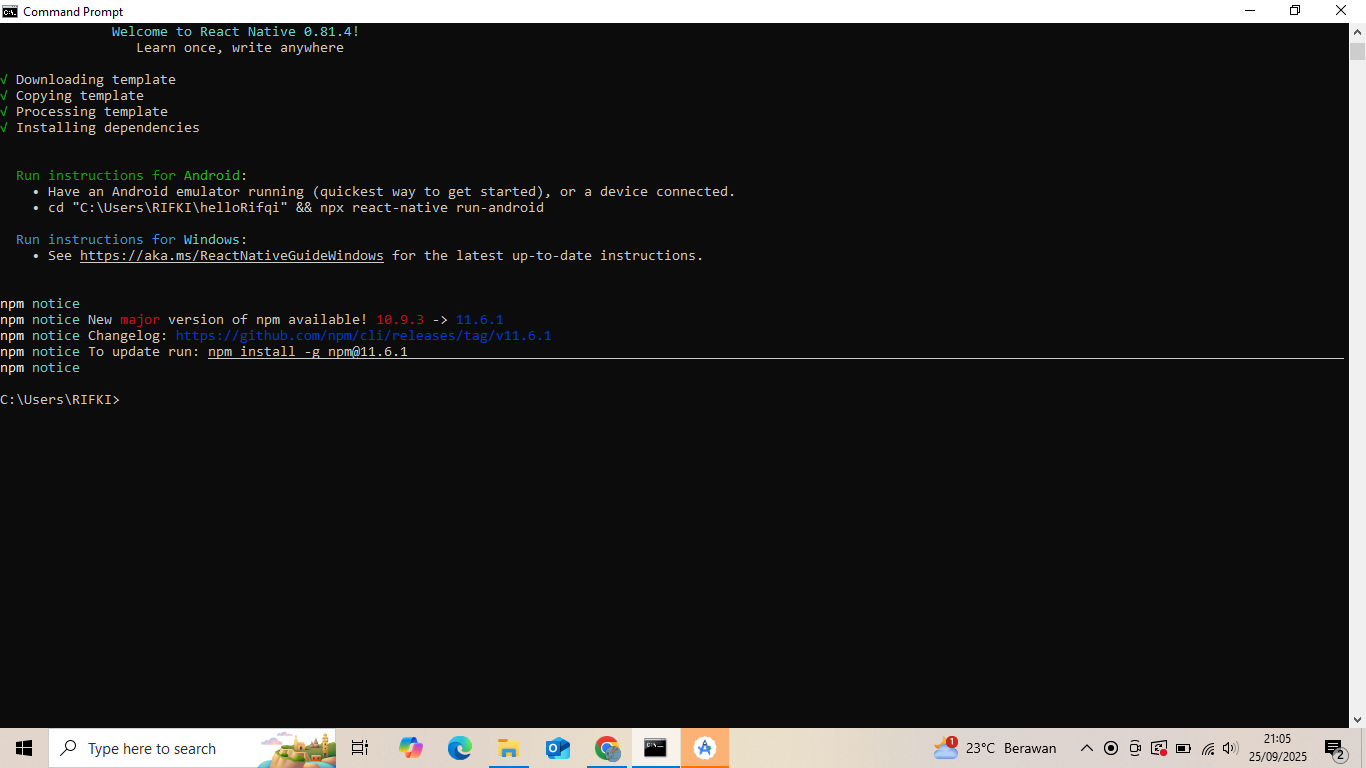 Command Prompt
Welcome to React Native 0.81.4!
Learn once, write anywhere
√ Downloading template
√ Copying template
√ Processing template
√ Installing dependencies
Run instructions for Android:
• Have an Android emulator running (quickest way to get started), or a device connected.
• cd "C:\Users\RIFKI\helloRifqi" && npx react-native run-android
Run instructions for Windows:
• See https://aka.ms/ReactNativeGuideWindows for the latest up-to-date instructions.
npm notice
npm notice New major version of npm available! 10.9.3 -> 11.6.1
npm notice Changelog: https://github.com/npm/cli/releases/tag/v11.6.1
npm notice To update run: npm install -g npm@11.6.1
npm notice
C:\Users\RIFKI>
Type here to search
1
23°C Berawan
21:05
25/09/2025
2